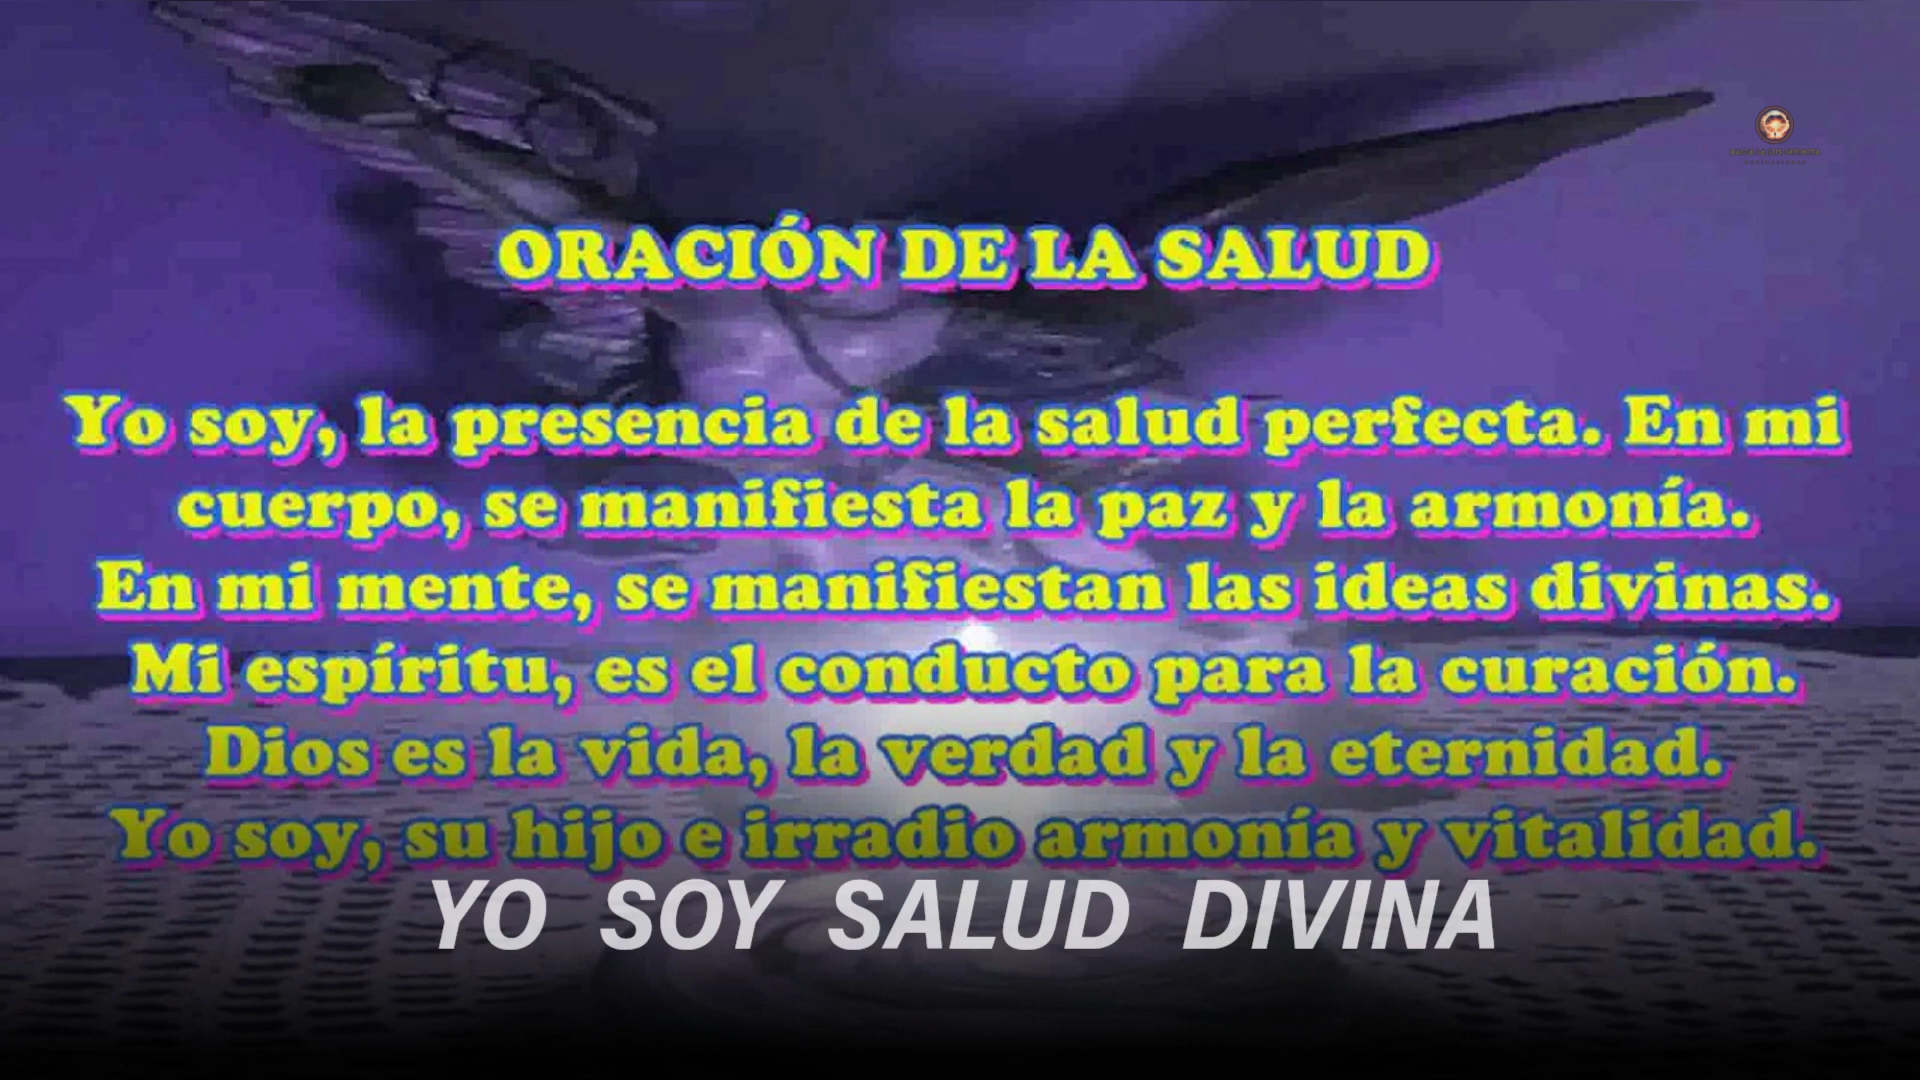 ORACIÓN DE LA SALUD
Yo soy, la presencia de la salud perfecta. En mi
cuerpo, se manifiesta la paz y la armonía.
En mi mente, se manifiestan las ideas divinas.
Mi espíritu, es el conducto para la curación.
Dios es la vida, la verdad y la eternidad.
Yo soy, su hijo e irradio armonía y vitalidad.
YO SOY SALUD DIVINA